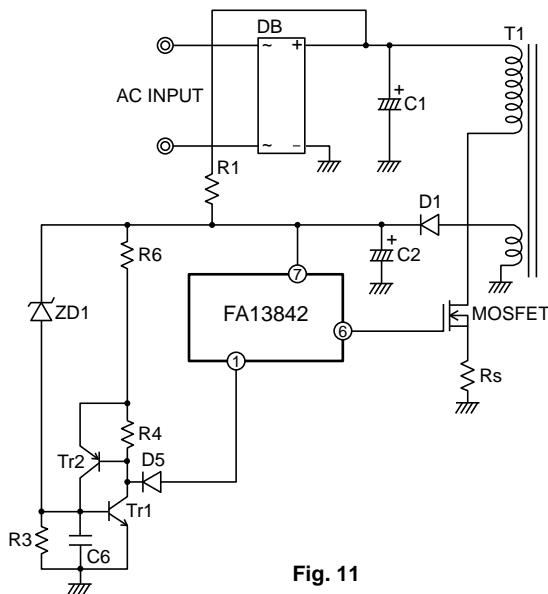 DB
T1
~
+
AC INPUT
+
C1
~
−
R1
D1
R6
+
C2
7
ZD1
FA13842
6
MOSFET
1
Rs
R4
Tr2
D5
Tr1
R3
C6
Fig. 11